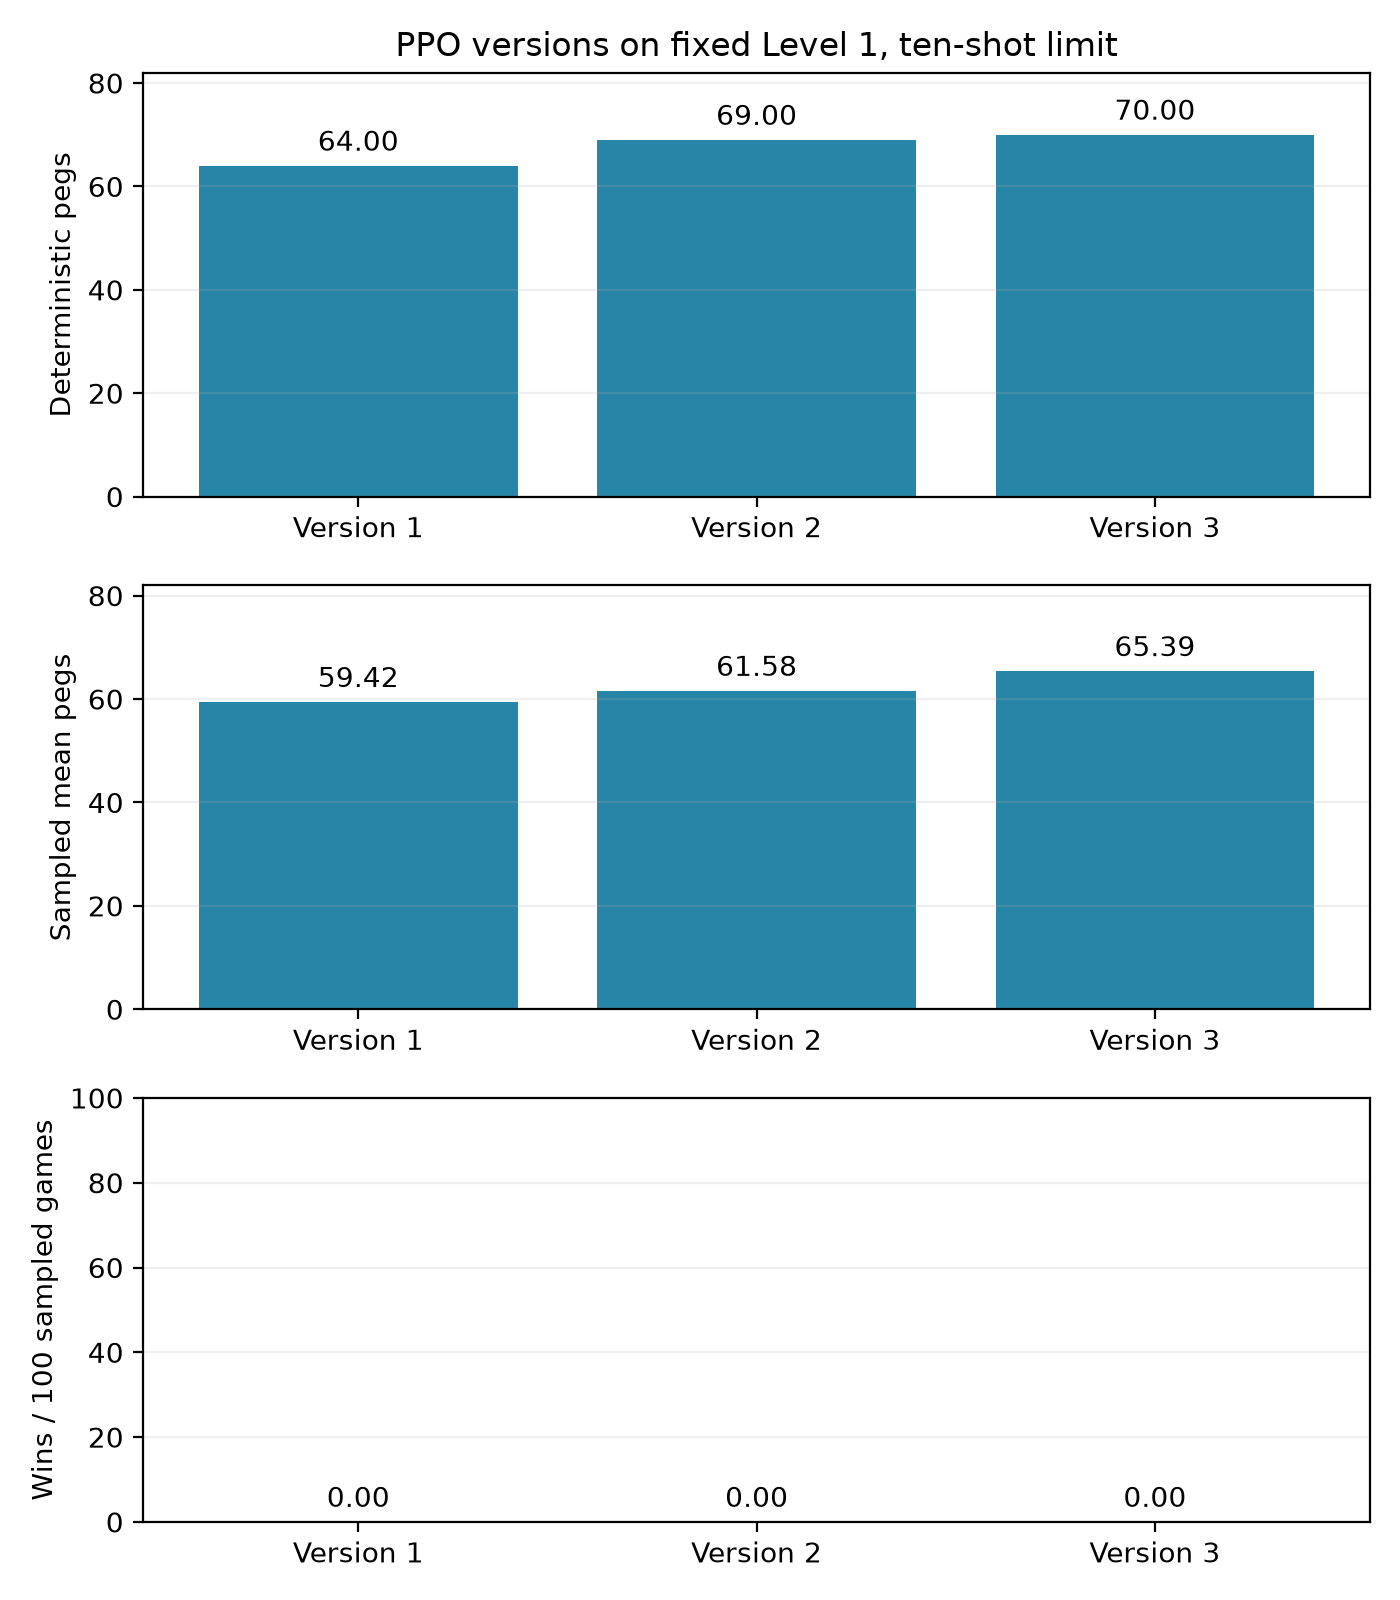 PPO versions on fixed Level 1, ten-shot limit
Deterministic pegs
80
60
40
20
0
64.00
69.00
70.00
Version 1
Version 2
Version 3
Sampled mean pegs
80
60
40
20
0
59.42
61.58
65.39
Version 1
Version 2
Version 3
Wins / 100 sampled games
100
80
60
40
20
0
0.00
0.00
0.00
Version 1
Version 2
Version 3